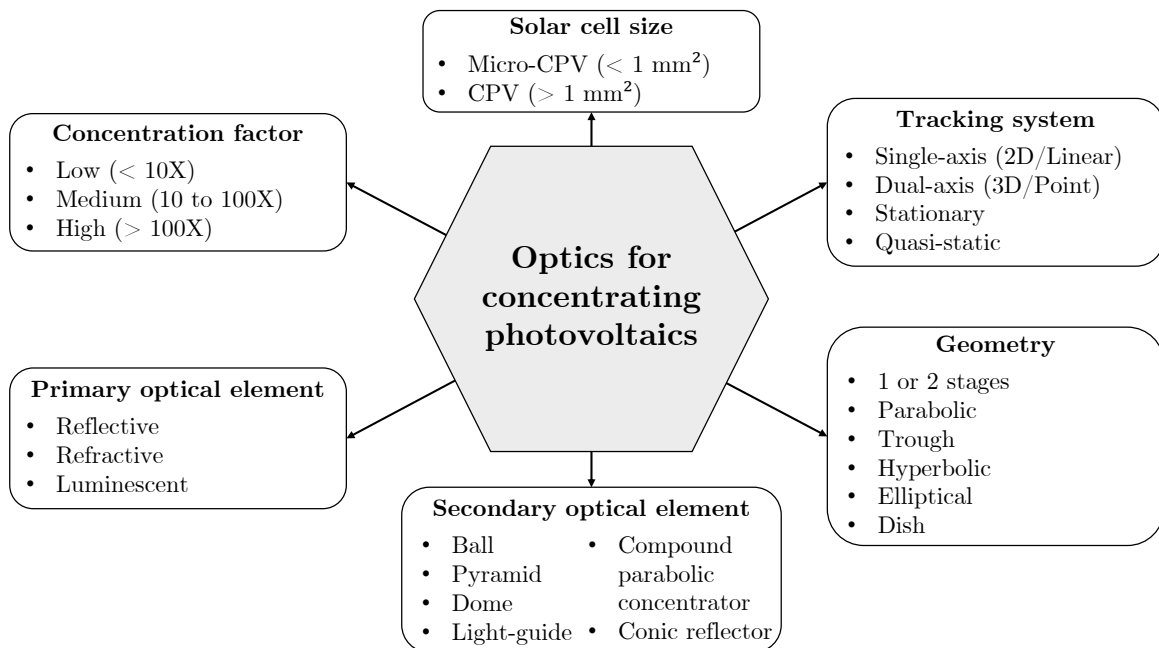 Solar cell size
• Micro-CPV (< 1 mm²)
• CPV (> 1 mm²)
Concentration factor
• Low (< 10X)
• Medium (10 to 100X)
• High (> 100X)
Tracking system
• Single-axis (2D/Linear)
• Dual-axis (3D/Point)
• Stationary
• Quasi-static
Optics for
concentrating
photovoltaics
Primary optical element
• Reflective
• Refractive
• Luminescent
Geometry
• 1 or 2 stages
• Parabolic
• Trough
• Hyperbolic
• Elliptical
• Dish
Secondary optical element
• Ball
• Pyramid
• Dome
• Light-guide
• Compound
parabolic
concentrator
• Conic reflector